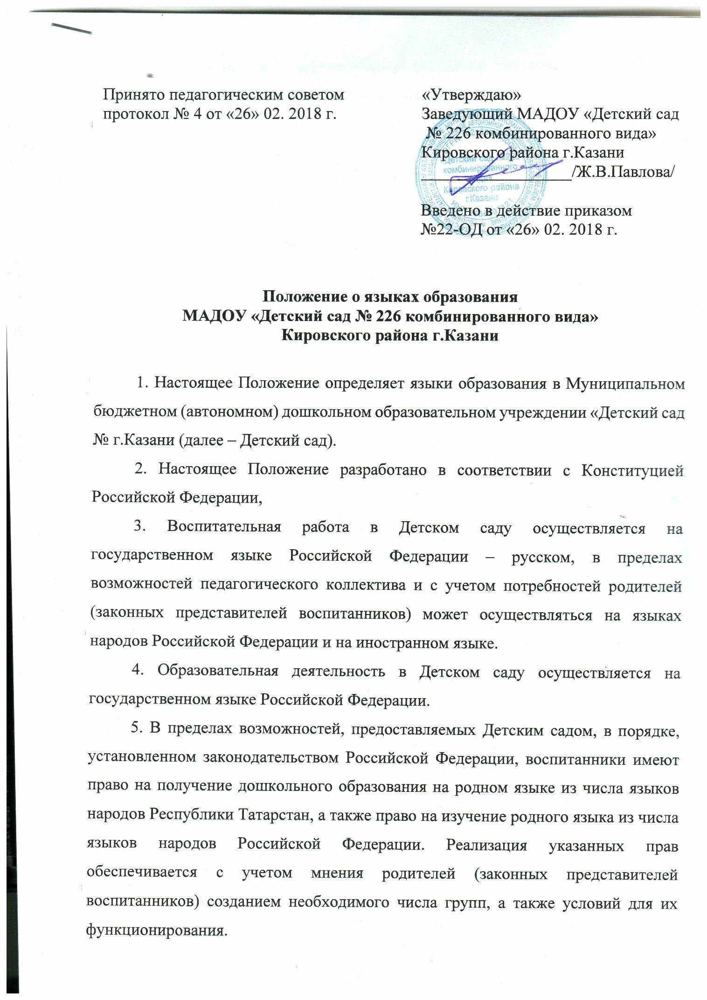 Принято педагогическим советом
протокол № 4 от «26» 02. 2018 г.
«Утверждаю»
Заведующий МАДОУ «Детский сад
№ 226 комбинированного вида»
Кировского района г.Казани
/Ж.В.Павлова/
Детский сад №226
комбинированного
вида»
Кировского района
г.Казани
Введено в действие приказом
№22-ОД от «26» 02. 2018 г.
Положение о языках образования
МАДОУ «Детский сад № 226 комбинированного вида»
Кировского района г.Казани
1. Настоящее Положение определяет языки образования в Муниципальном
бюджетном (автономном) дошкольном образовательном учреждении «Детский сад
№ г.Казани (далее – Детский сад).
2. Настоящее Положение разработано в соответствии с Конституцией
Российской Федерации,
3. Воспитательная работа в Детском саду осуществляется на
государственном языке Российской Федерации – русском, в пределах
возможностей педагогического коллектива и с учетом потребностей родителей
(законных представителей воспитанников) может осуществляться на языках
народов Российской Федерации и на иностранном языке.
4. Образовательная деятельность в Детском саду осуществляется на
государственном языке Российской Федерации.
5. В пределах возможностей, предоставляемых Детским садом, в порядке,
установленном законодательством Российской Федерации, воспитанники имеют
право на получение дошкольного образования на родном языке из числа языков
народов Республики Татарстан, а также право на изучение родного языка из числа
языков народов Российской Федерации. Реализация указанных прав
обеспечивается с учетом мнения родителей (законных представителей
воспитанников) созданием необходимого числа групп, а также условий для их
функционирования.